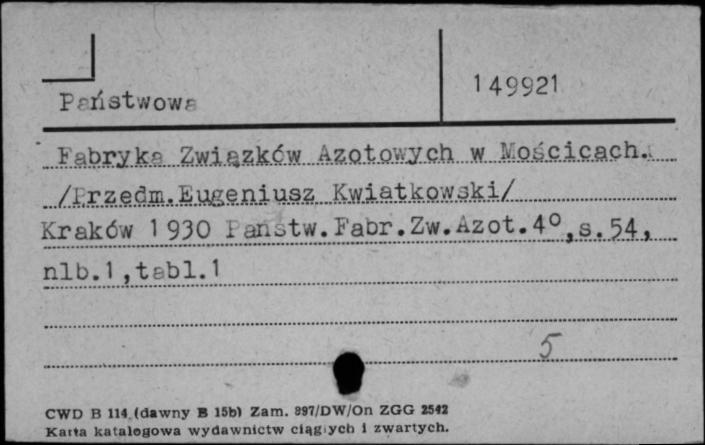 149921
Państwowa
Fabryka Związków Azotowych w Mościcach.
/Przedm.Eugeniusz Kwiatkowski/
Kraków 1930 Państw.Fabr.Zw.Azot.4⁰,s.54,
nlb.1,tabl.1
5
CWD B 114 (dawny B 15b) Zam. 897/DW/On ZGG 2542
Karta katalogowa wydawnictw ciągłych i zwartych.